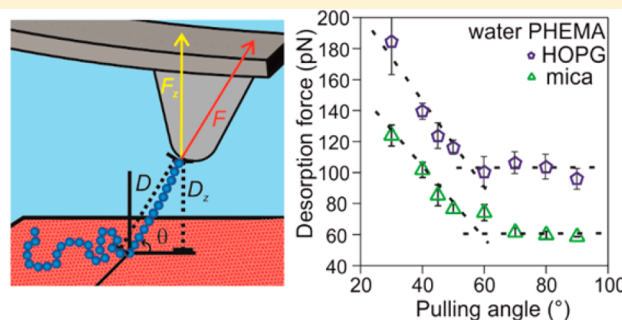 F_z
F
D
D_z
θ
water PHEMA
HOPG
mica
Desorption force (pN)
200
180
160
140
120
100
80
60
40
20
40
60
80
100
Pulling angle (°)